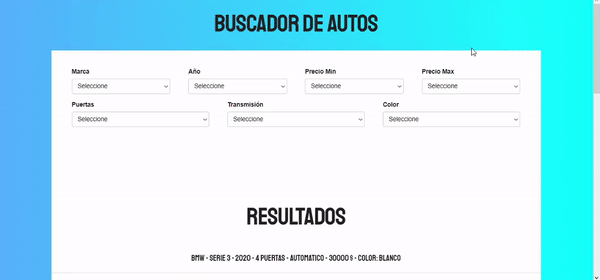 BUSCADOR DE AUTOS
Marca Año Precio Min Precio Max
Seleccione Seleccione Seleccione Seleccione
Puertas Transmisión Color
Seleccione Seleccione Seleccione
RESULTADOS
BMW - SERIE 3 - 2020 - 4 PUERTAS - AUTOMATICO - 30000 $ - COLOR: BLANCO